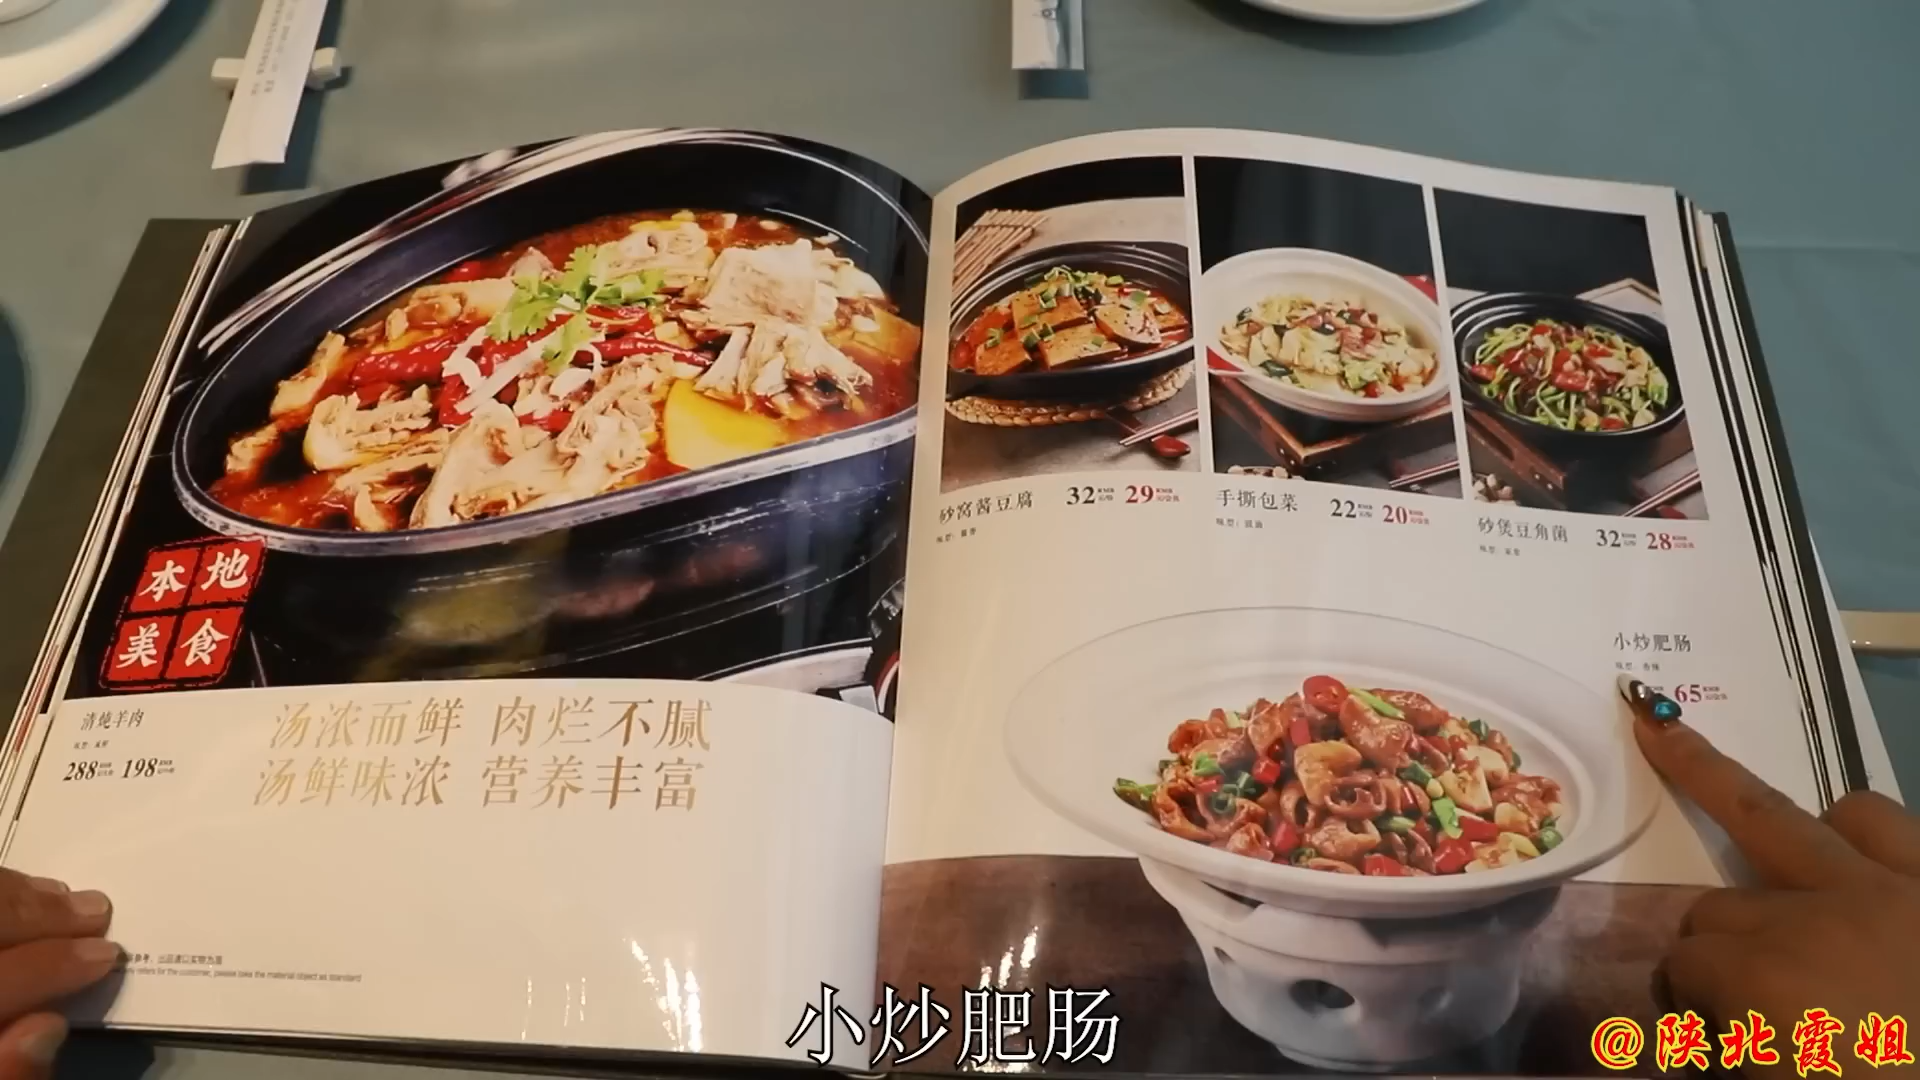 本地
美食
清炖羊肉
288 198
汤浓而鲜 肉烂不腻
汤鲜味浓 营养丰富
砂窝酱豆腐 32 29
手撕包菜 22 20
砂煲豆角菌 32 28
小炒肥肠
65
小炒肥肠
@陕北霞姐